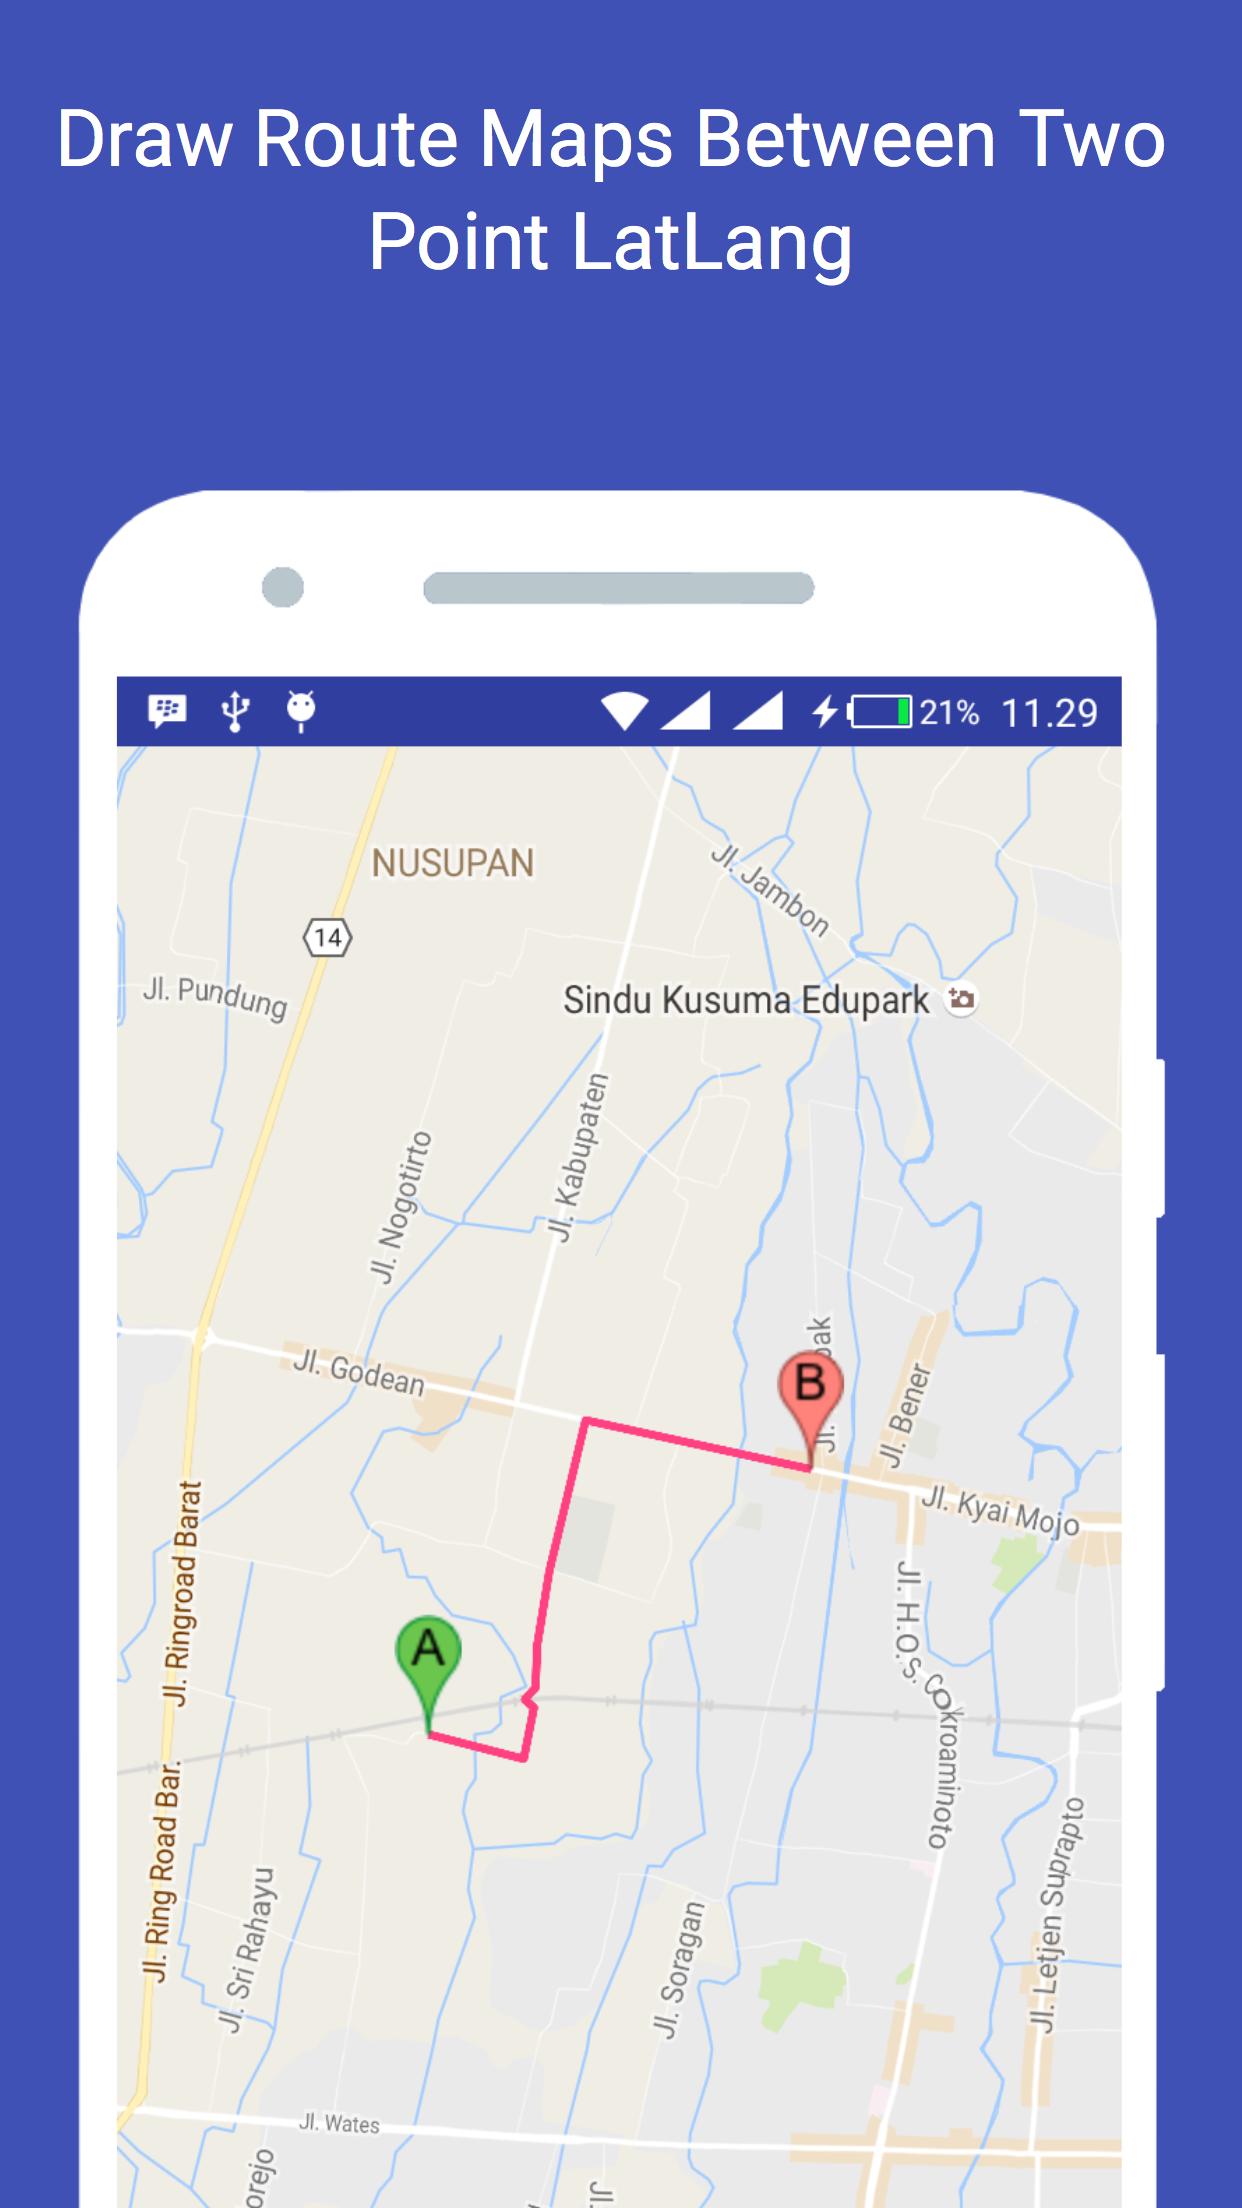 Draw Route Maps Between Two
Point LatLang
21% 11.29
NUSUPAN
Jl. Jambon
14
Jl. Pundung
Sindu Kusuma Edupark
Jl. Kabupaten
Jl. Nogotirto
Jl. Godean
B
Jl. Bener
Jl. Kyai Mojo
Jl. Ringroad Barat
Jl. H.O.S. Cokroaminoto
A
Jl. Ring Road Bar.
Jl. Letjen Suprapto
Jl. Sri Rahayu
Jl. Soragan
Jl. Wates